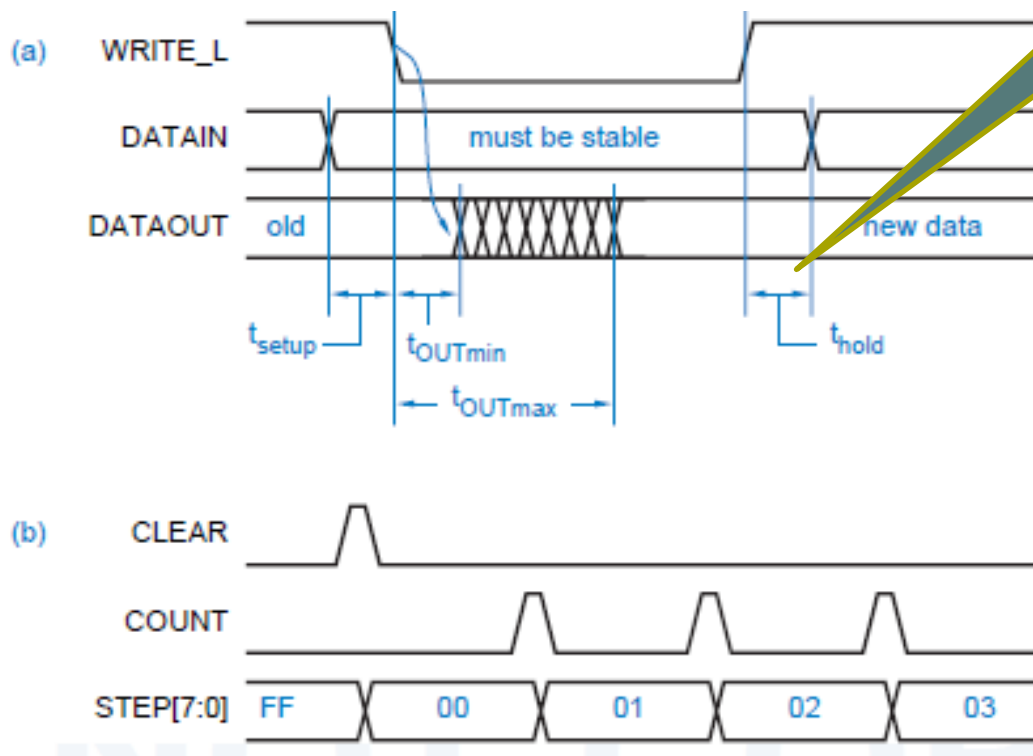 (a) WRITE_L
DATAIN must be stable
DATAOUT old new data
tsetup tOUTmin thold
tOUTmax
(b) CLEAR
COUNT
STEP[7:0] FF 00 01 02 03